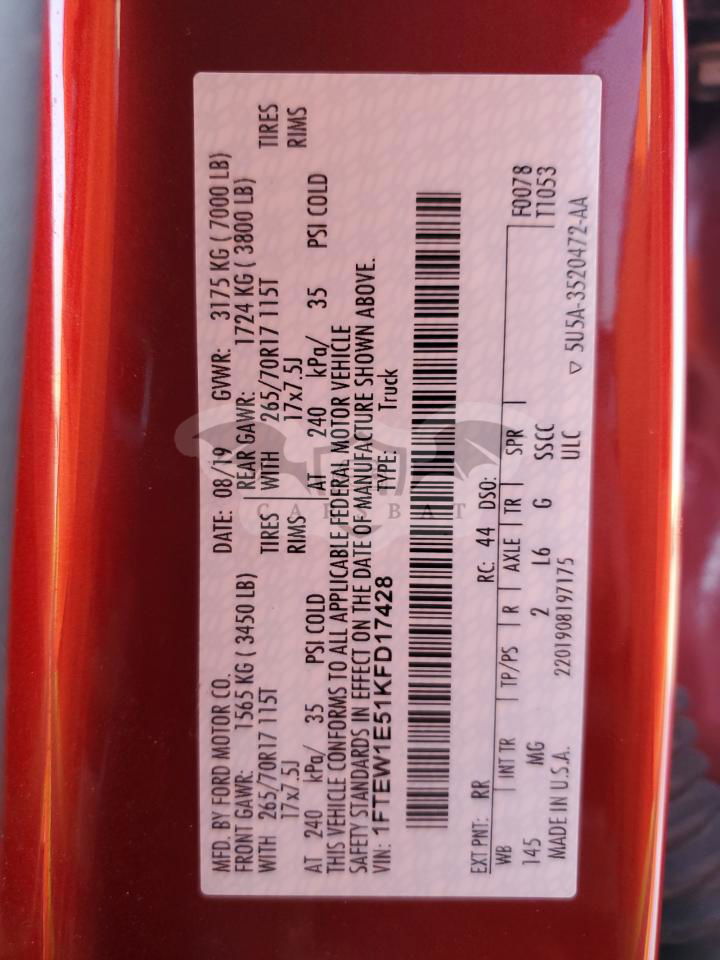 MFD. BY FORD MOTOR CO. DATE: 08/19 GVWR: 3175 KG ( 7000 LB)
FRONT GAWR: 1565 KG ( 3450 LB) REAR GAWR: 1724 KG ( 3800 LB)
WITH 265/70R17 115T TIRES WITH 265/70R17 115T TIRES
17x7.5J RIMS 17x7.5J RIMS
AT 240 kPa/ 35 PSI COLD AT 240 kPa/ 35 PSI COLD
THIS VEHICLE CONFORMS TO ALL APPLICABLE FEDERAL MOTOR VEHICLE
SAFETY STANDARDS IN EFFECT ON THE DATE OF MANUFACTURE SHOWN ABOVE.
VIN: 1FTEW1E51KFD17428 TYPE: Truck
EXT PNT: RR RC: 44 DSO:
WB INT TR TP/PS R AXLE TR SPR F0078
145 MG 2 L6 G SSCC T1053
MADE IN U.S.A. 2201908197175 ULC
▽ 5U5A-3520472-AA
CARSBAT